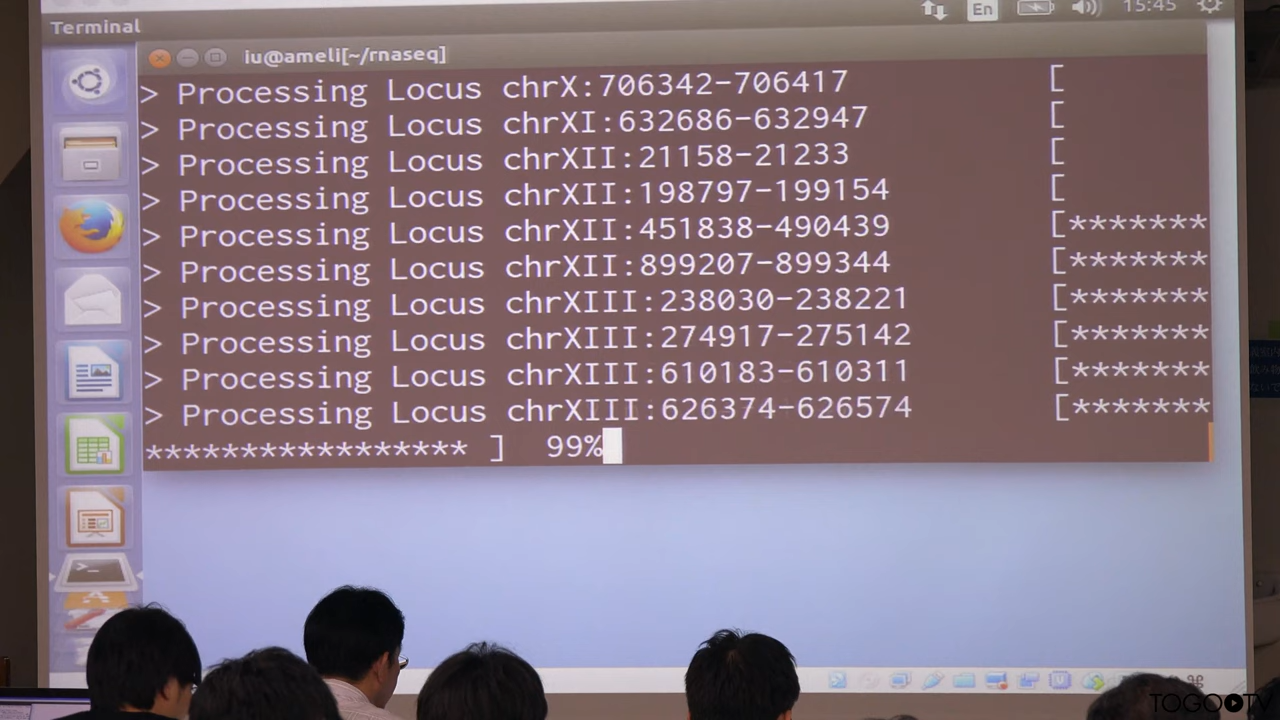 En 15:45
Terminal
iu@ameli[~/rnaseq]
> Processing Locus chrX:706342-706417 [
> Processing Locus chrXI:632686-632947 [
> Processing Locus chrXII:21158-21233 [
> Processing Locus chrXII:198797-199154 [
> Processing Locus chrXII:451838-490439 [*******
> Processing Locus chrXII:899207-899344 [*******
> Processing Locus chrXIII:238030-238221 [*******
> Processing Locus chrXIII:274917-275142 [*******
> Processing Locus chrXIII:610183-610311 [*******
> Processing Locus chrXIII:626374-626574 [*******
***************** ] 99%
TOGOTV